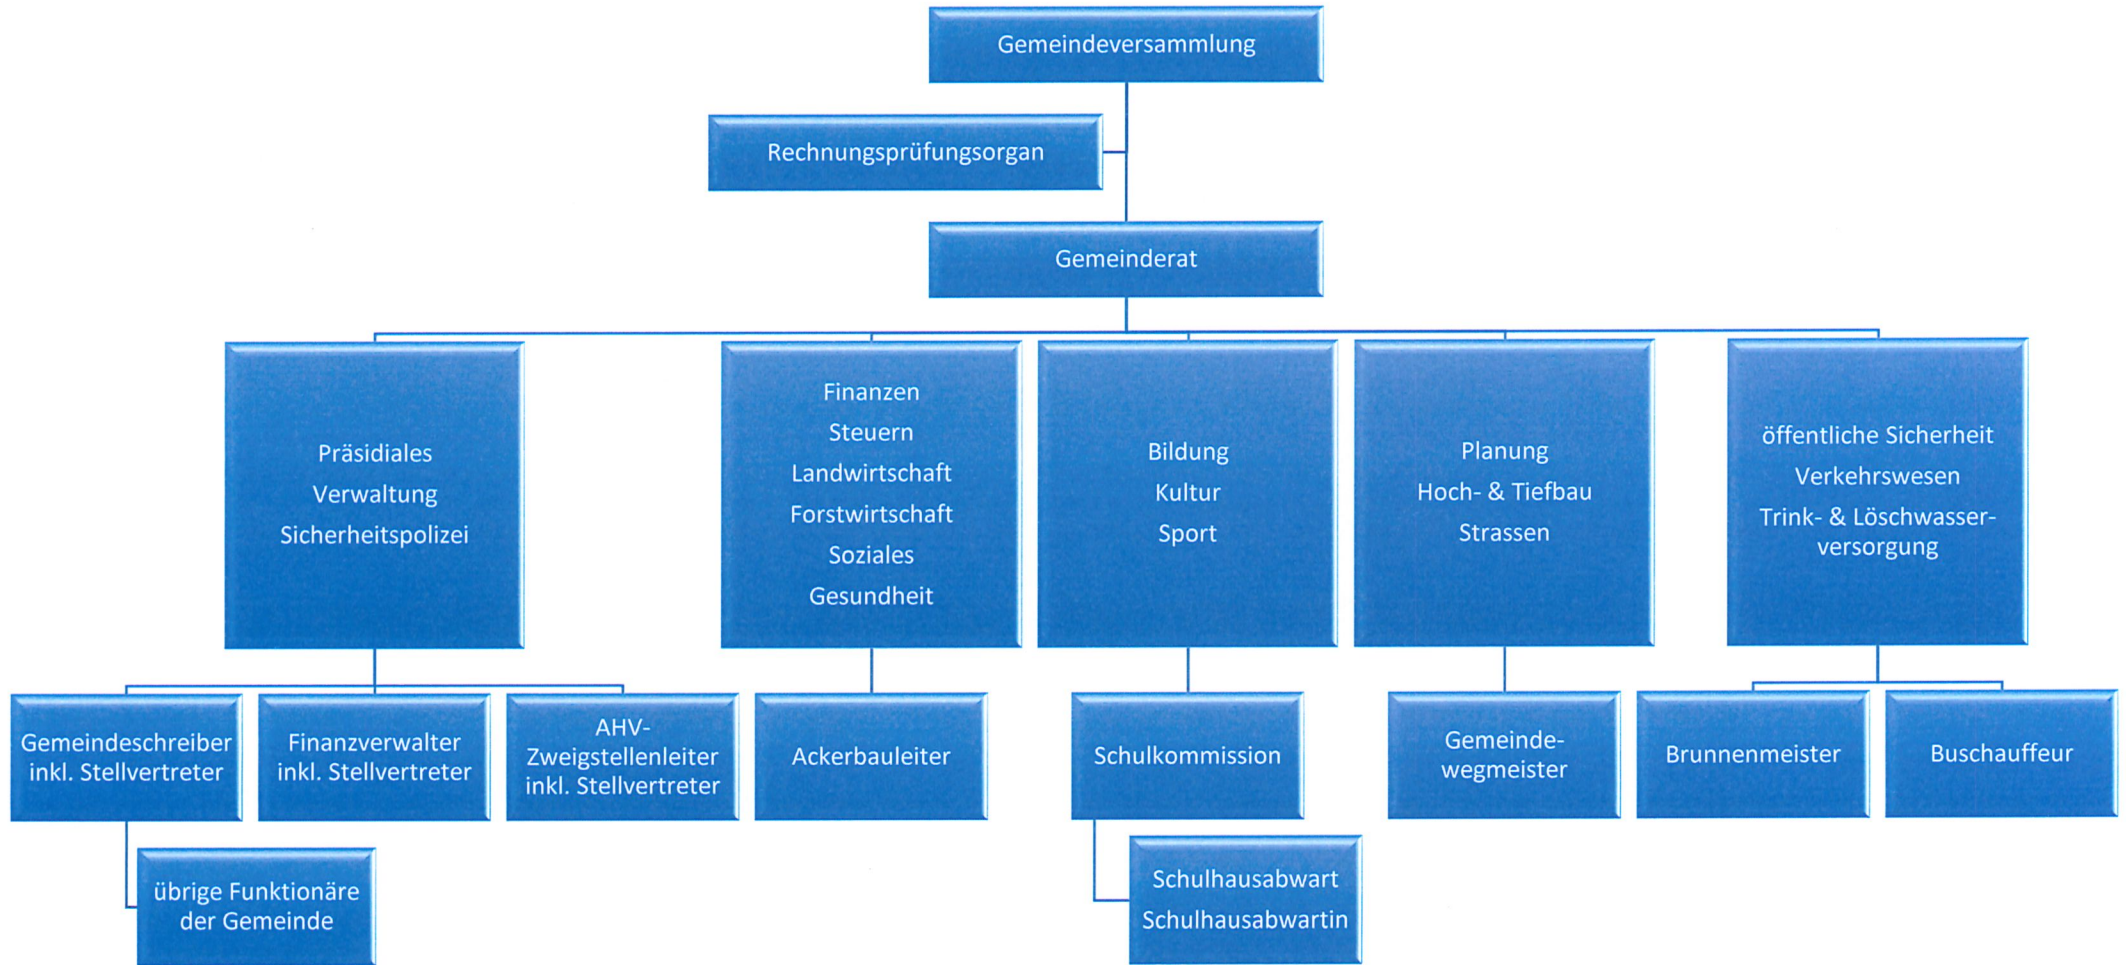 Gemeindeversammlung
Rechnungsprüfungsorgan
Gemeinderat
Präsidiales
Verwaltung
Sicherheitspolizei
Finanzen
Steuern
Landwirtschaft
Forstwirtschaft
Soziales
Gesundheit
Bildung
Kultur
Sport
Planung
Hoch- & Tiefbau
Strassen
öffentliche Sicherheit
Verkehrswesen
Trink- & Löschwasser-
versorgung
Gemeindeschreiber
inkl. Stellvertreter
Finanzverwalter
inkl. Stellvertreter
AHV-
Zweigstellenleiter
inkl. Stellvertreter
Ackerbauleiter
Schulkommission
Gemeinde-
wegmeister
Brunnenmeister
Buschauffeur
übrige Funktionäre
der Gemeinde
Schulhausabwart
Schulhausabwartin